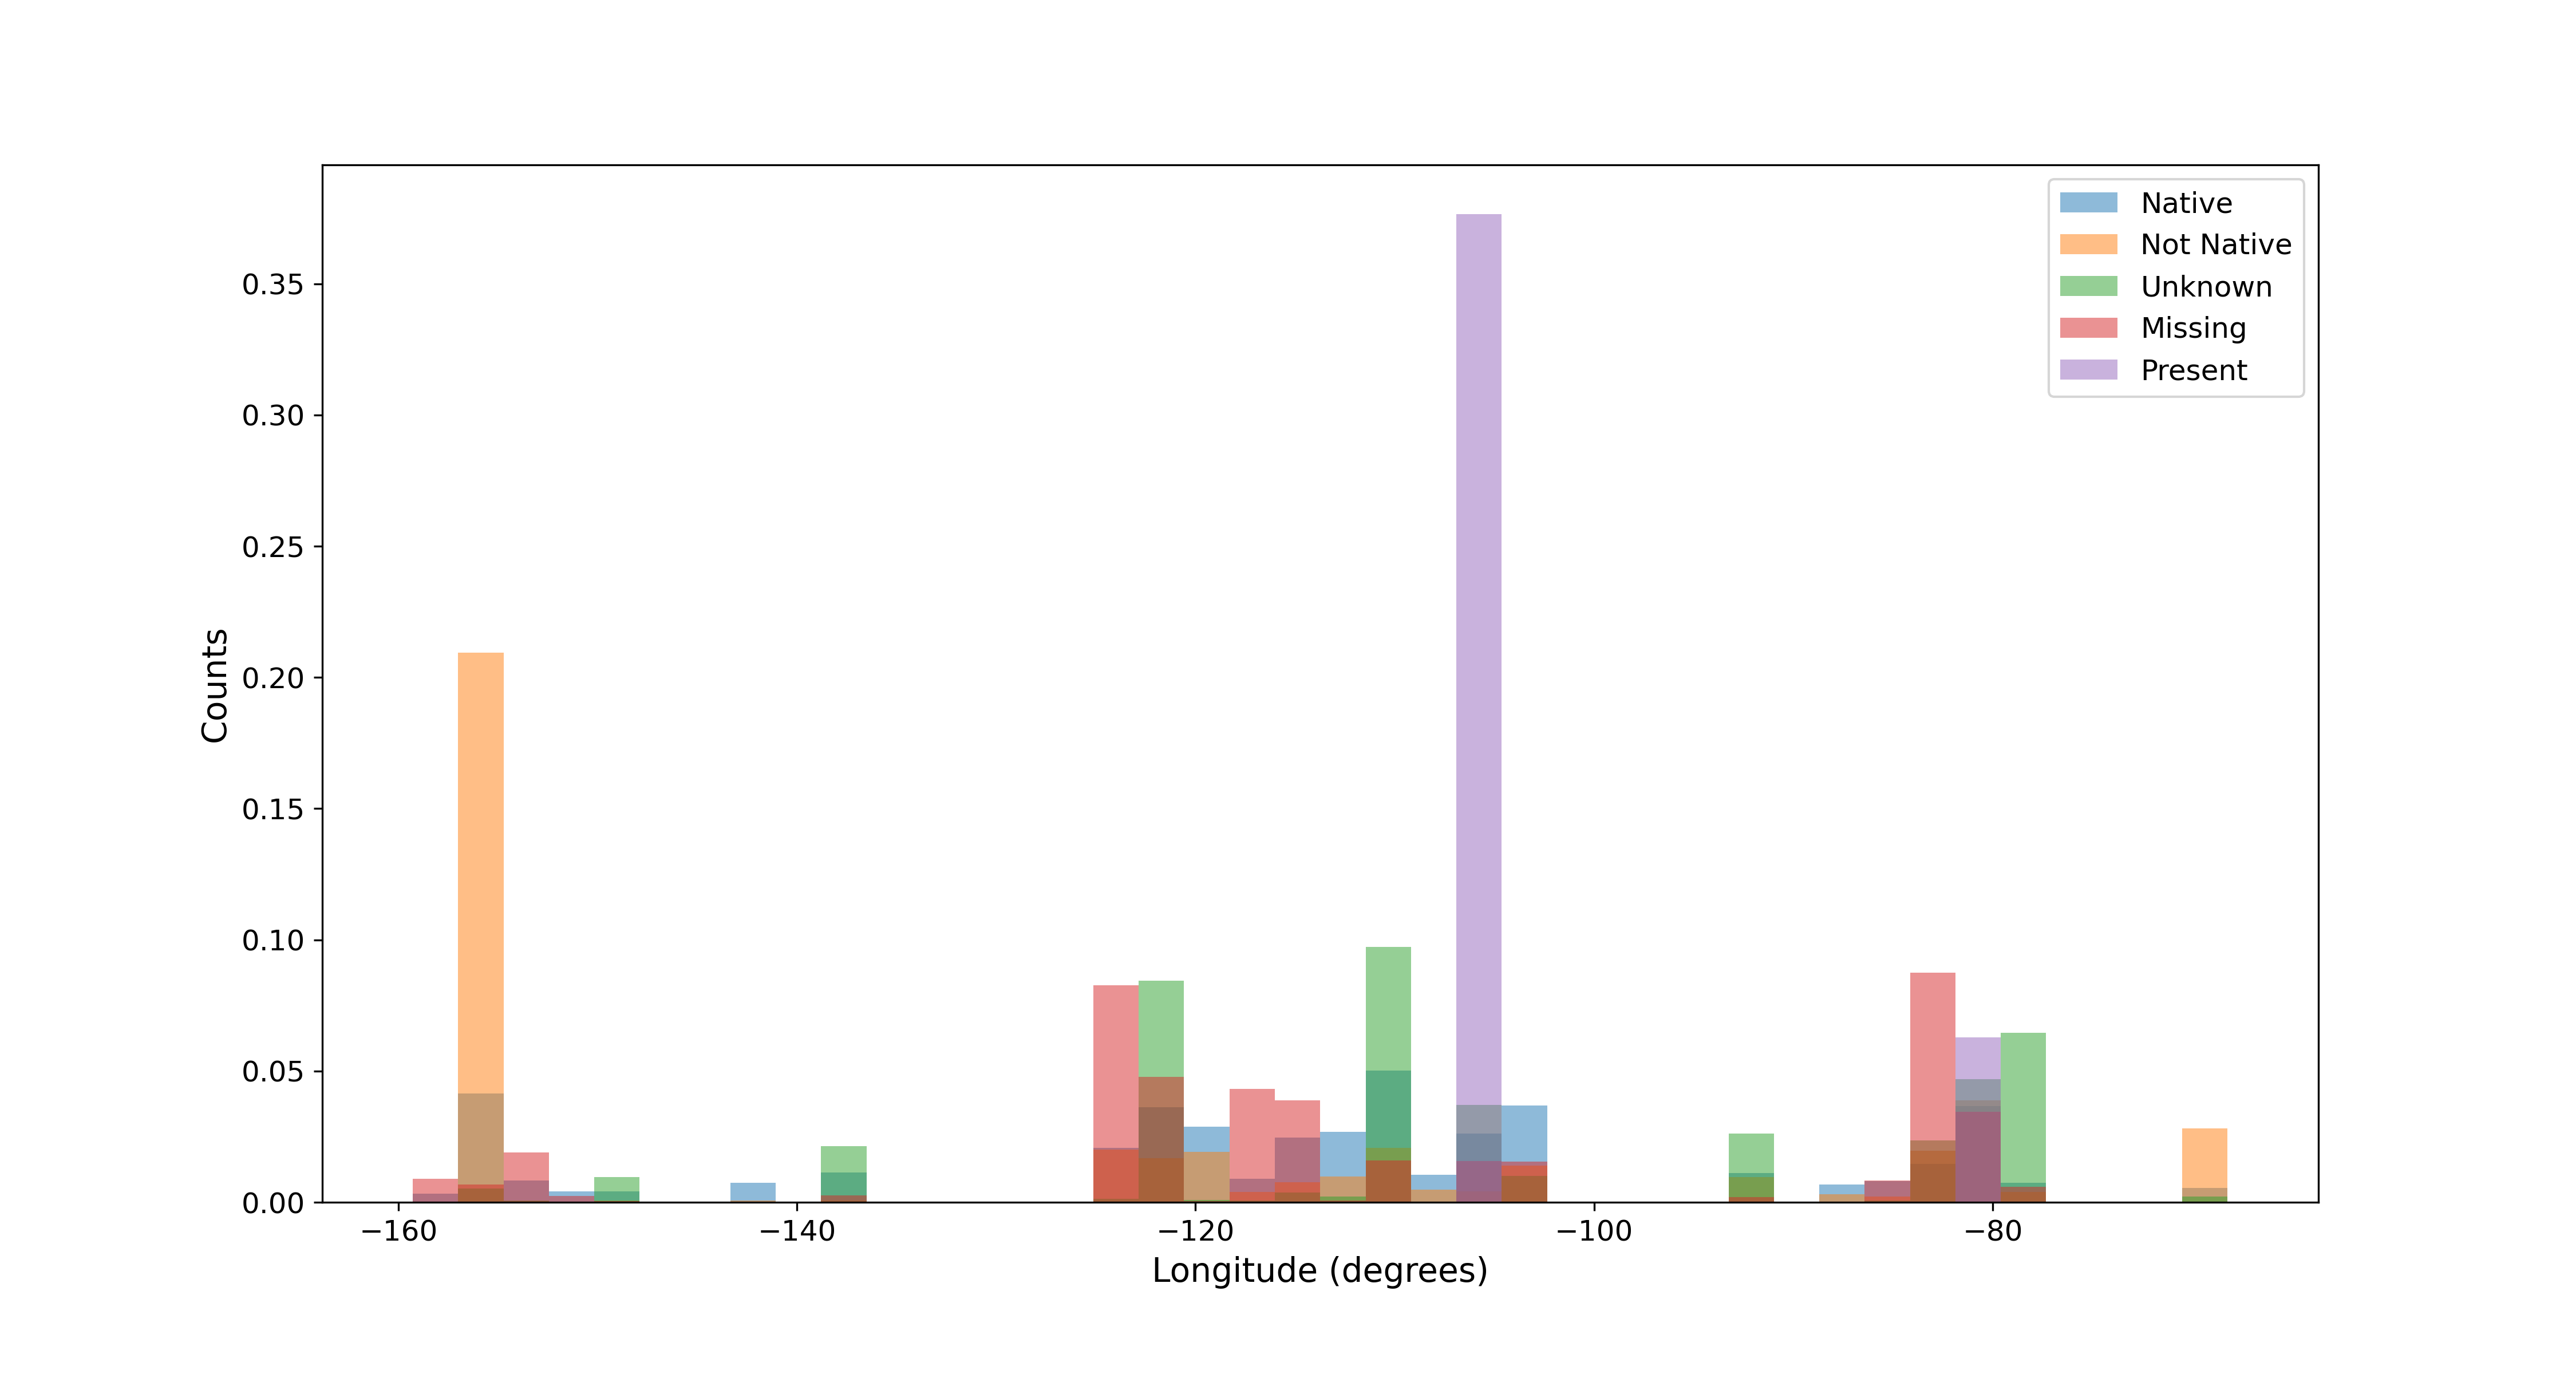 Native
Not Native
Unknown
Missing
Present
0.35
0.30
0.25
0.20
0.15
0.10
0.05
0.00
Counts
−160 −140 −120 −100 −80
Longitude (degrees)